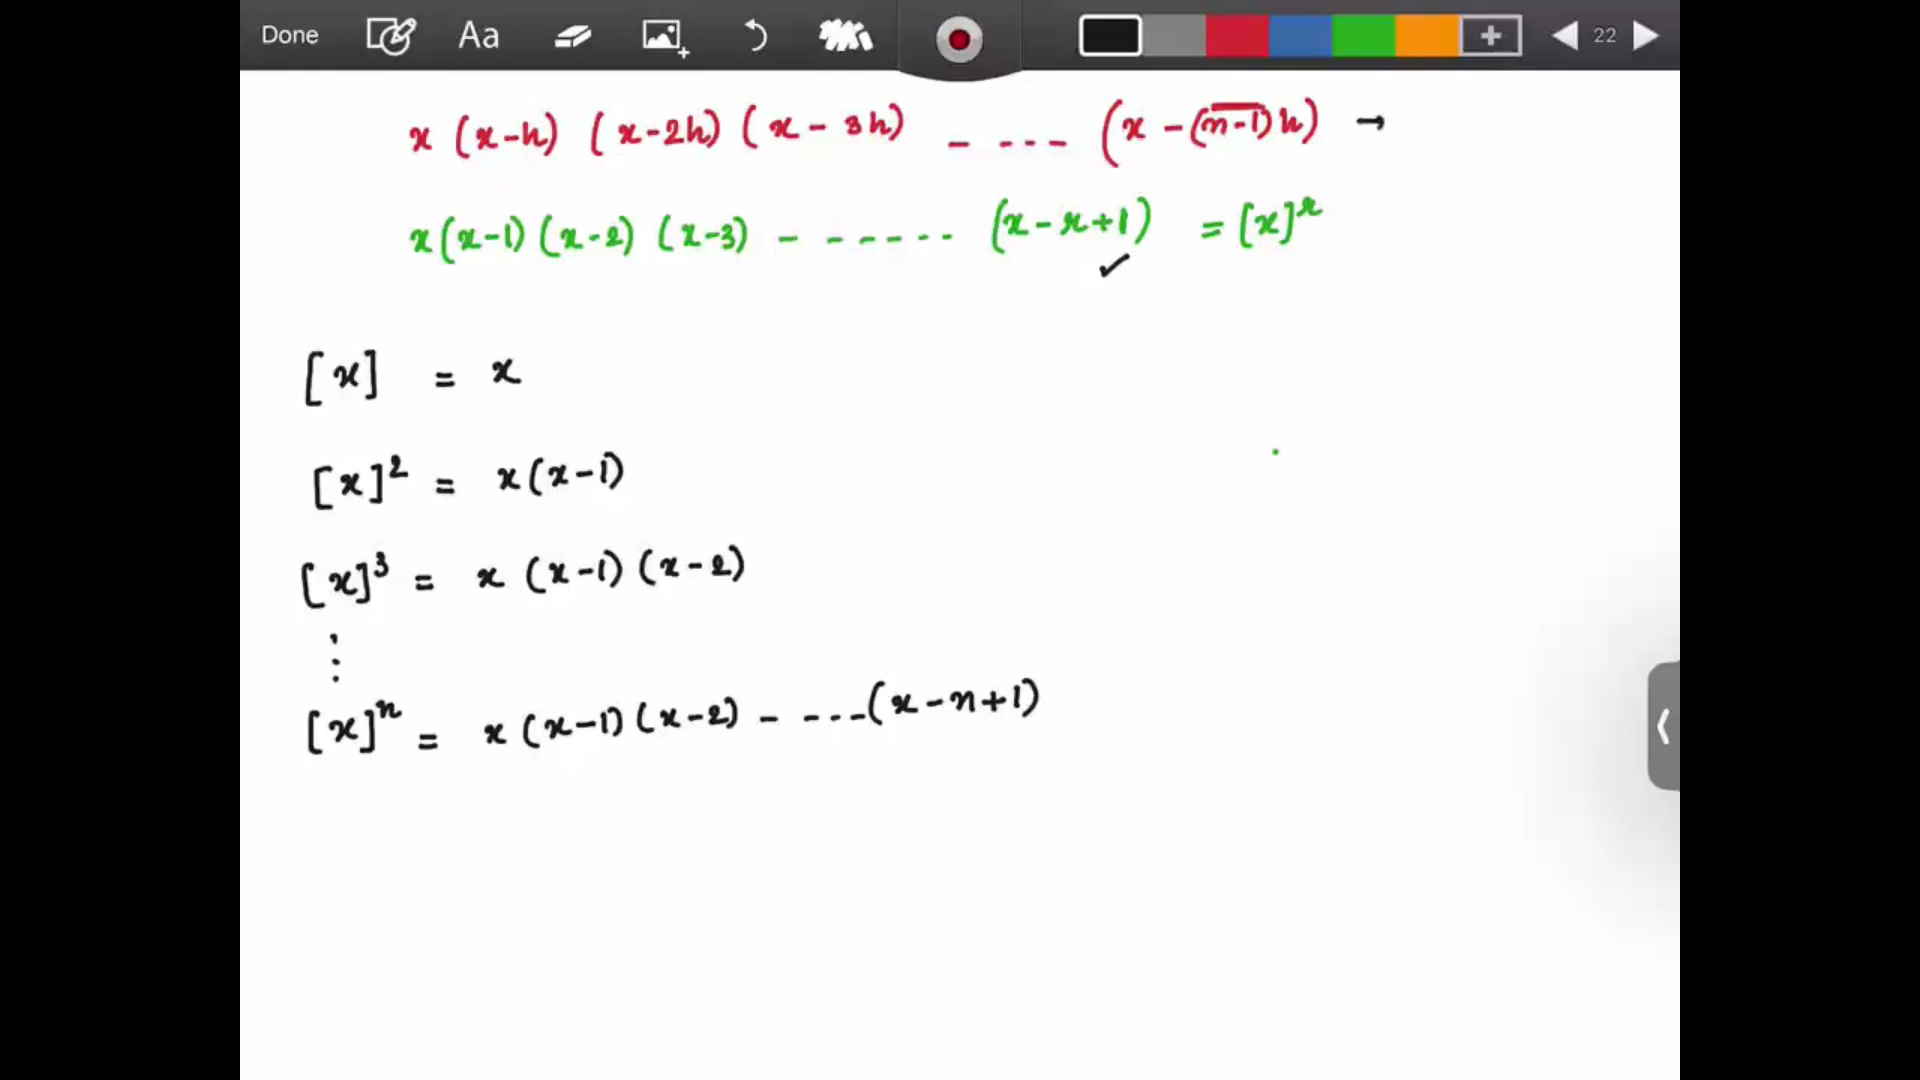 Done Aa 22
x (x-h) (x-2h) (x-3h) - - - - - (x-(n-1)h) →
x(x-1)(x-2)(x-3) - - - - - - (x-r+1) = [x]^r
✓
[x] = x
[x]^2 = x(x-1)
[x]^3 = x(x-1)(x-2)
⋮
[x]^n = x(x-1)(x-2) - - - - (x-n+1)